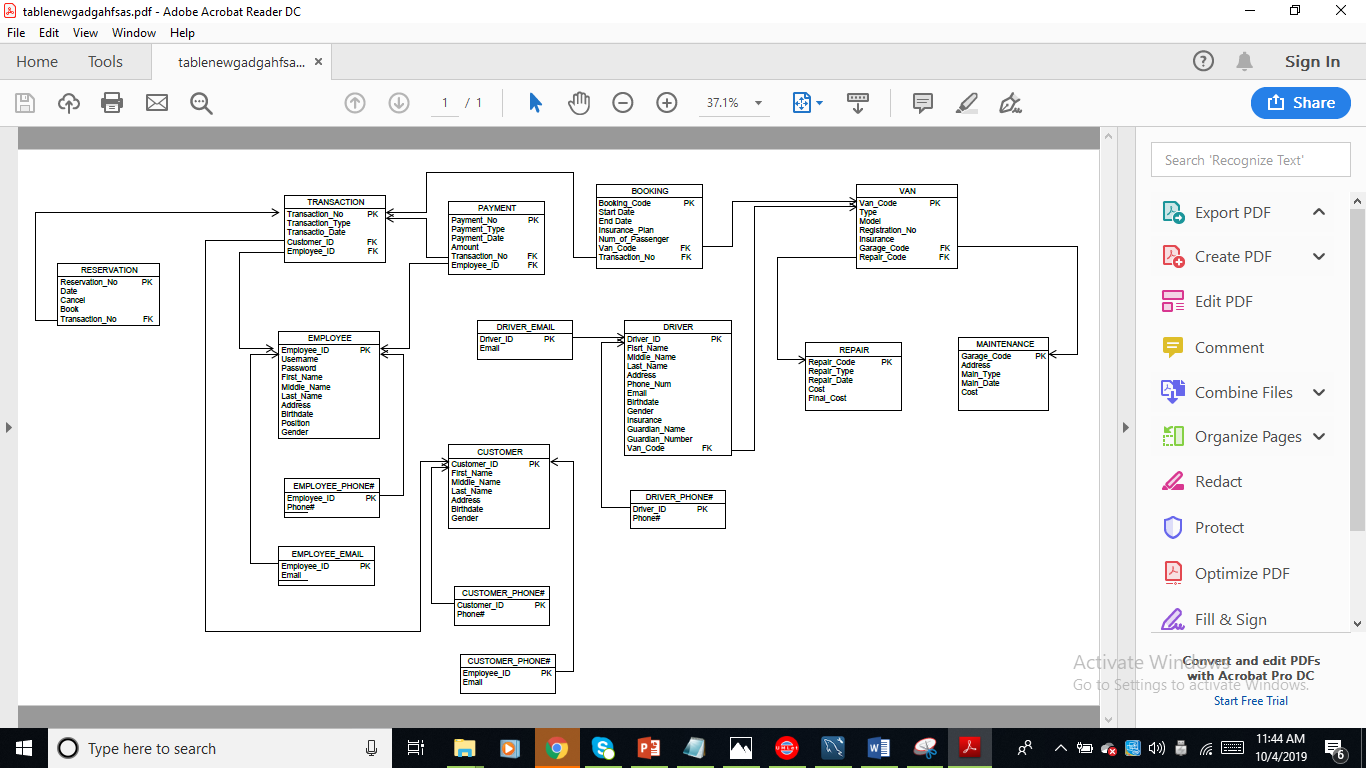 tablenewgadgahfsas.pdf - Adobe Acrobat Reader DC
File Edit View Window Help
Home Tools tablenewgadgahfsa... × Sign In
1 / 1 37.1% Share
TRANSACTION
Transaction_No PK
Transaction_Type
Transactio_Date
Customer_ID FK
Employee_ID FK
PAYMENT
Payment_No PK
Payment_Type
Payment_Date
Amount
Transaction_No FK
Employee_ID FK
BOOKING
Booking_Code PK
Start Date
End Date
Insurance_Plan
Num_of_Passenger
Van_Code FK
Transaction_No FK
VAN
Van_Code PK
Type
Model
Registration_No
Insurance
Garage_Code FK
Repair_Code FK
RESERVATION
Reservation_No PK
Date
Cancel
Book
Transaction_No FK
EMPLOYEE
Employee_ID PK
Username
Password
First_Name
Middle_Name
Last_Name
Address
Birthdate
Position
Gender
DRIVER_EMAIL
Driver_ID PK
Email
DRIVER
Driver_ID PK
Fisrt_Name
Middle_Name
Last_Name
Address
Phone_Num
Email
Birthdate
Gender
Insurance
Guardian_Name
Guardian_Number
Van_Code FK
REPAIR
Repair_Code PK
Repair_Type
Repair_Date
Cost
Final_Cost
MAINTENANCE
Garage_Code PK
Address
Main_Type
Main_Date
Cost
CUSTOMER
Customer_ID PK
First_Name
Middle_Name
Last_Name
Address
Birthdate
Gender
EMPLOYEE_PHONE#
Employee_ID PK
Phone#
DRIVER_PHONE#
Driver_ID PK
Phone#
EMPLOYEE_EMAIL
Employee_ID PK
Email
CUSTOMER_PHONE#
Customer_ID PK
Phone#
CUSTOMER_PHONE#
Employee_ID PK
Email
Search 'Recognize Text'
Export PDF
Create PDF
Edit PDF
Comment
Combine Files
Organize Pages
Redact
Protect
Optimize PDF
Fill & Sign
Convert and edit PDFs
with Acrobat Pro DC
Start Free Trial
Activate Windows
Go to Settings to activate Windows.
Type here to search
11:44 AM
10/4/2019
6